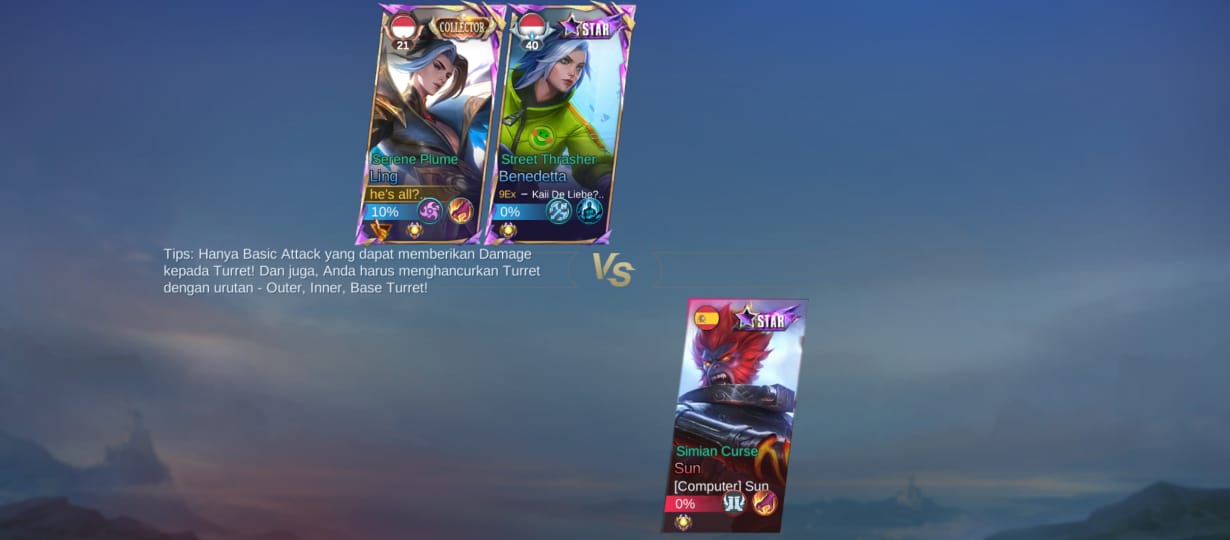 COLLECTOR
21
Serene Plume
Ling
he's all?.
10%
STAR
40
Street Thrasher
Benedetta
9Ex − Kaii De Liebe?..
0%
Tips: Hanya Basic Attack yang dapat memberikan Damage
kepada Turret! Dan juga, Anda harus menghancurkan Turret
dengan urutan - Outer, Inner, Base Turret!
VS
STAR
Simian Curse
Sun
[Computer] Sun
0%